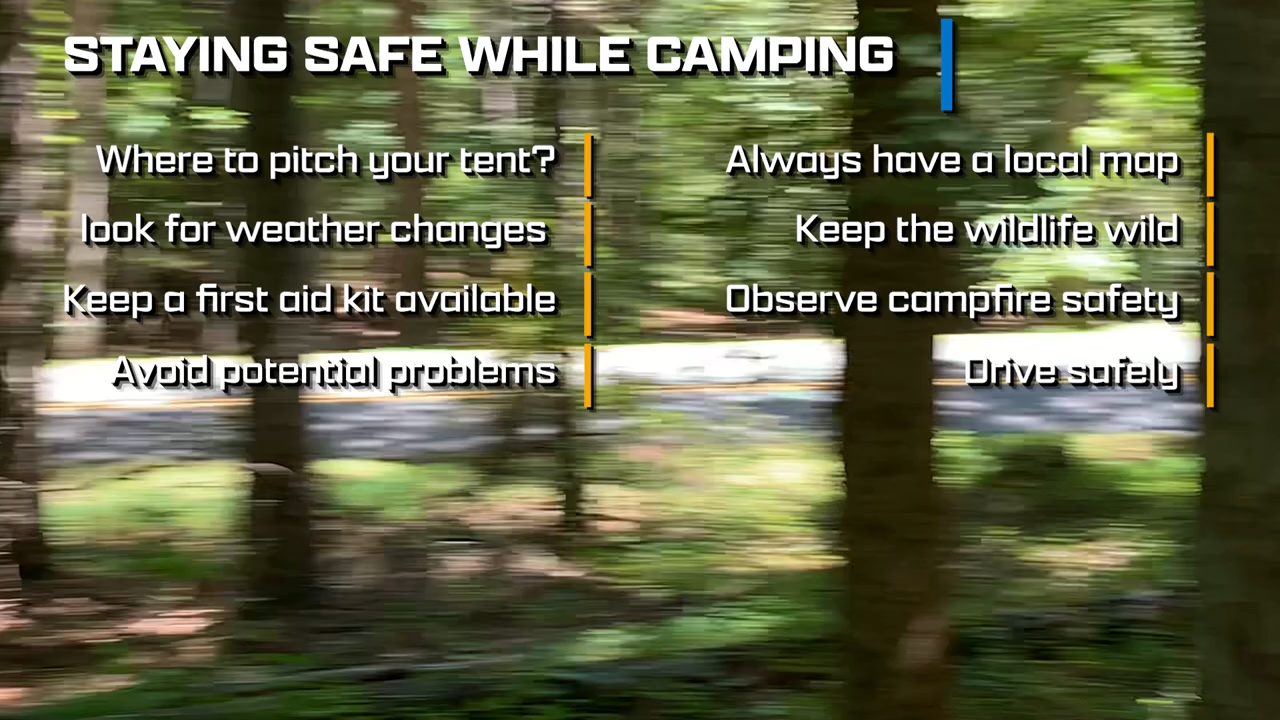 STAYING SAFE WHILE CAMPING
Where to pitch your tent?
look for weather changes
Keep a first aid kit available
Avoid potential problems
Always have a local map
Keep the wildlife wild
Observe campfire safety
Drive safely